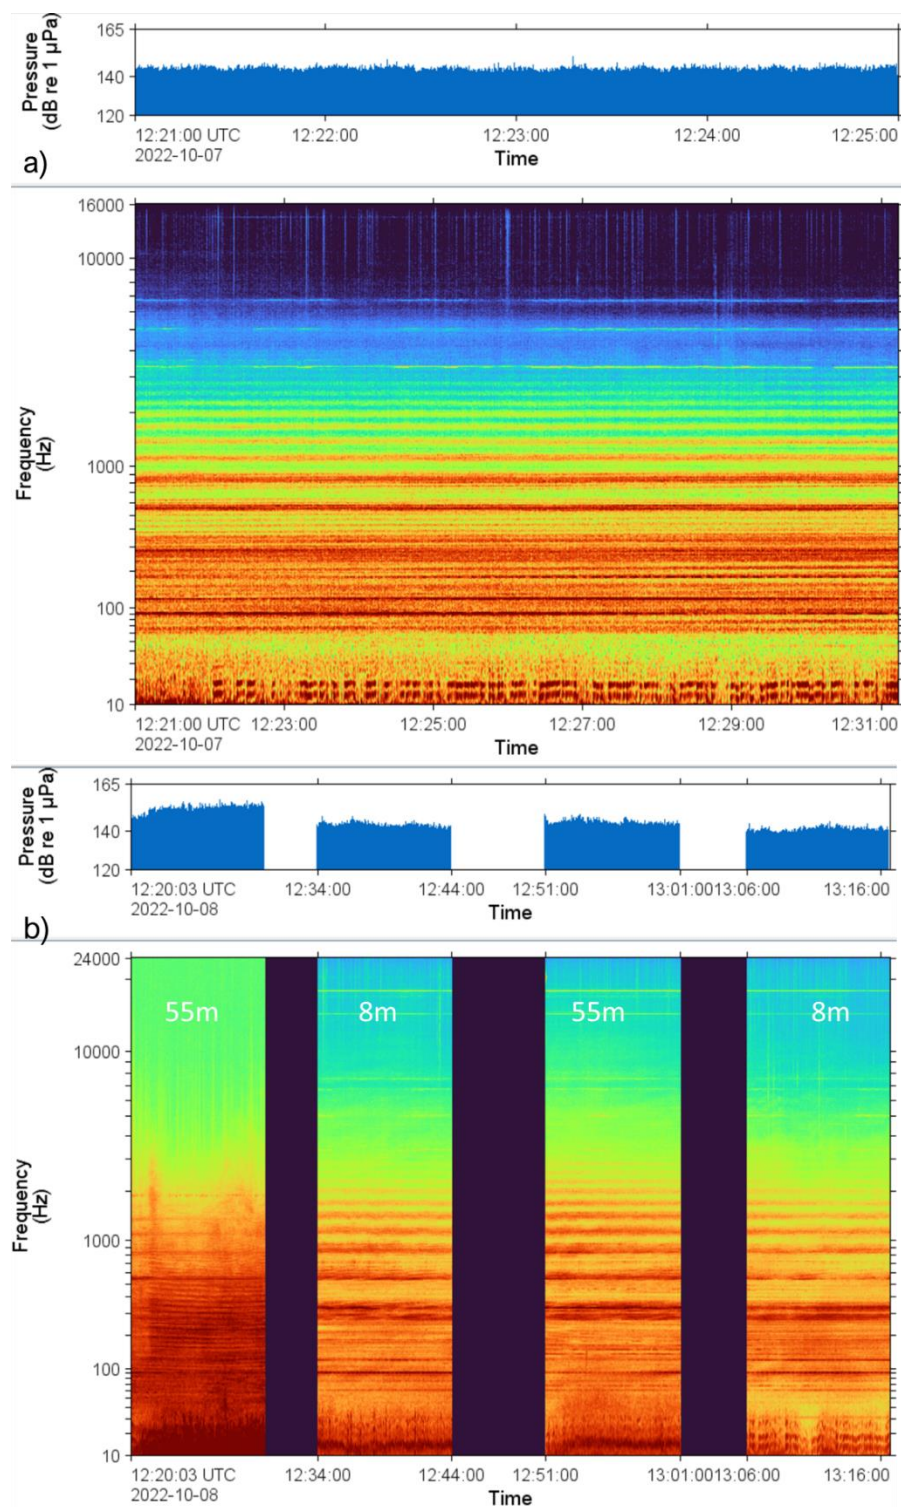 Pressure
(dB re 1 µPa)
165
140
120
12:21:00 UTC 12:22:00 12:23:00 12:24:00 12:25:00
2022-10-07
Time
a)
Frequency
(Hz)
16000
10000
1000
100
10
12:21:00 UTC 12:23:00 12:25:00 12:27:00 12:29:00 12:31:00
2022-10-07
Time
Pressure
(dB re 1 µPa)
165
140
120
12:20:03 UTC 12:34:00 12:44:00 12:51:00 13:01:00 13:06:00 13:16:00
2022-10-08
Time
b)
Frequency
(Hz)
24000
55m 8m 55m 8m
10000
1000
100
10
12:20:03 UTC 12:34:00 12:44:00 12:51:00 13:01:00 13:06:00 13:16:00
2022-10-08
Time